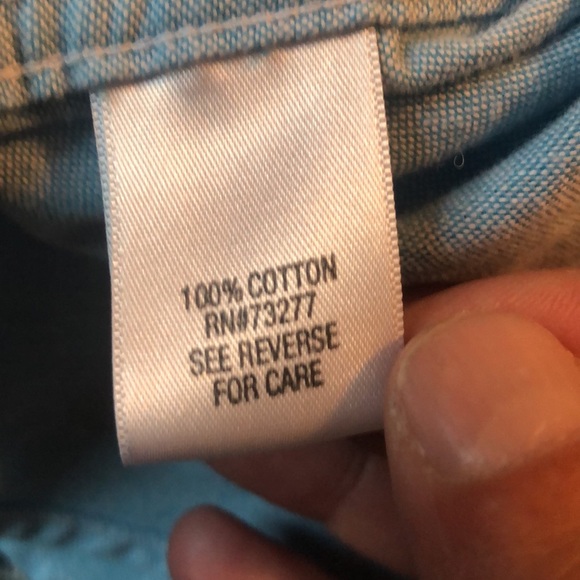 100% COTTON
RN#73277
SEE REVERSE
FOR CARE